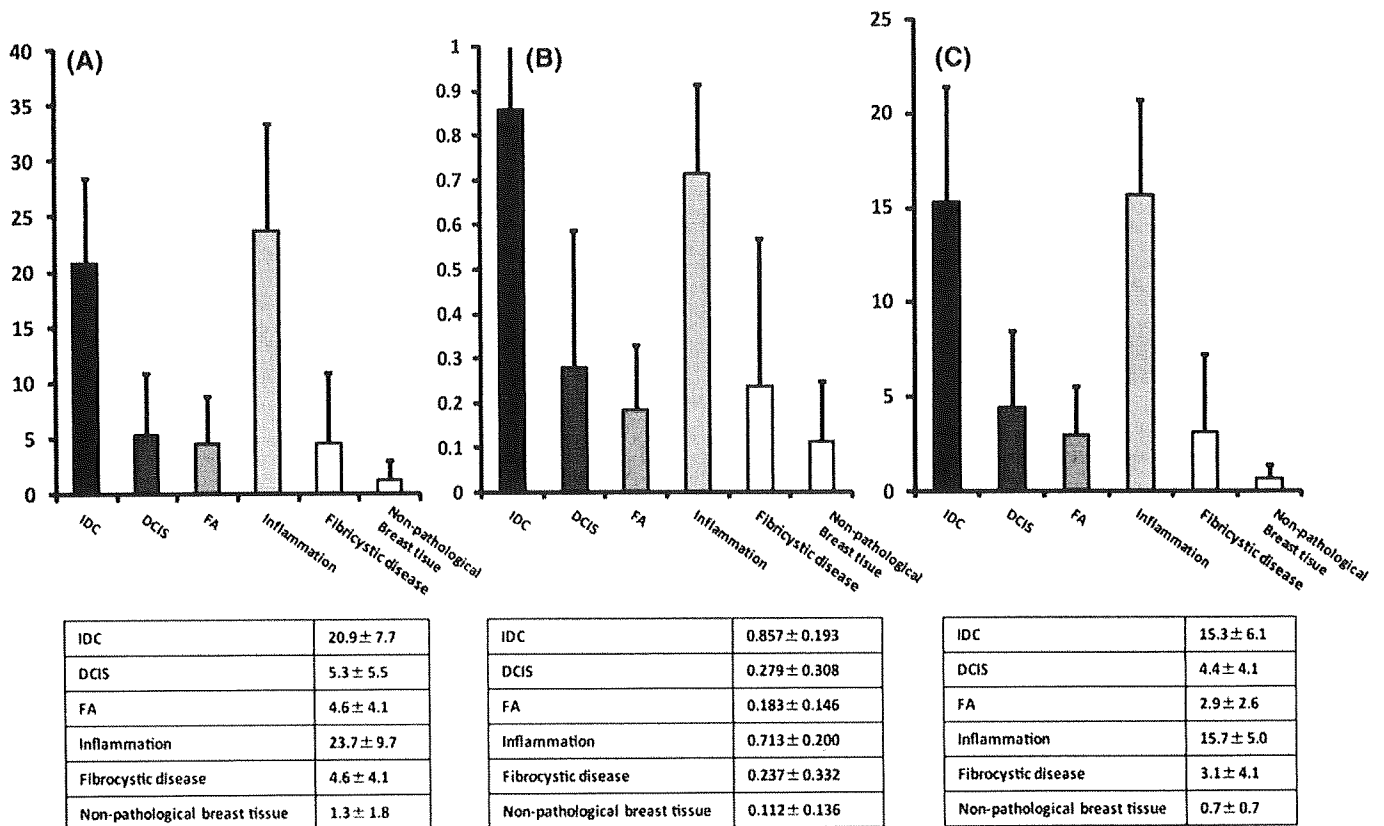 (A)
40
35
30
25
20
15
10
5
0
IDC
DCIS
FA
Inflammation
Fibricystic disease
Non-pathological
Breast tisue
(B)
1
0.9
0.8
0.7
0.6
0.5
0.4
0.3
0.2
0.1
0
IDC
DCIS
FA
Inflammation
Fibricystic disease
Non-pathological
Breast tisue
(C)
25
20
15
10
5
0
IDC
DCIS
FA
Inflammation
Fibricystic disease
Non-pathological
Breast tisue
IDC 20.9±7.7
DCIS 5.3±5.5
FA 4.6±4.1
Inflammation 23.7±9.7
Fibrocystic disease 4.6±4.1
Non-pathological breast tissue 1.3±1.8
IDC 0.857±0.193
DCIS 0.279±0.308
FA 0.183±0.146
Inflammation 0.713±0.200
Fibrocystic disease 0.237±0.332
Non-pathological breast tissue 0.112±0.136
IDC 15.3±6.1
DCIS 4.4±4.1
FA 2.9±2.6
Inflammation 15.7±5.0
Fibrocystic disease 3.1±4.1
Non-pathological breast tissue 0.7±0.7